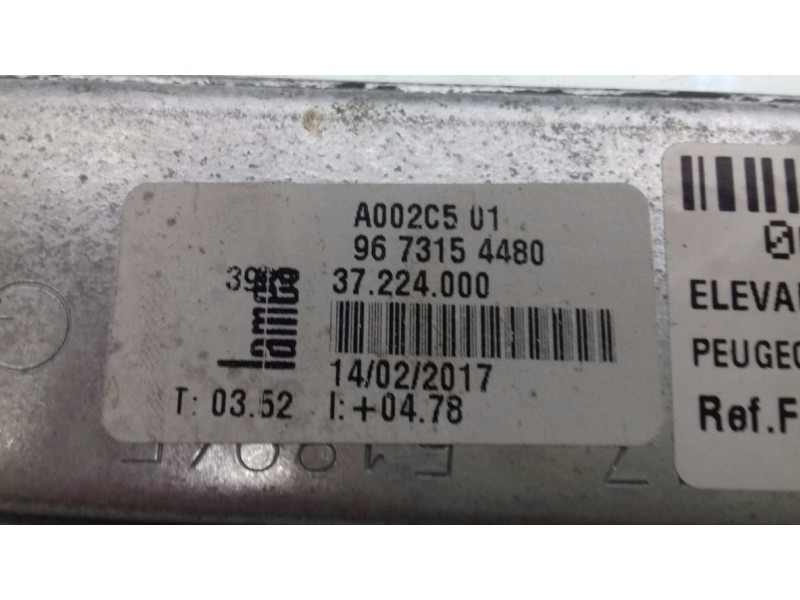 A002C5 01
96 7315 4480
37.224.000
14/02/2017
T: 03.52 I: +04.78
ELEVA
PEUGEO
Ref.F